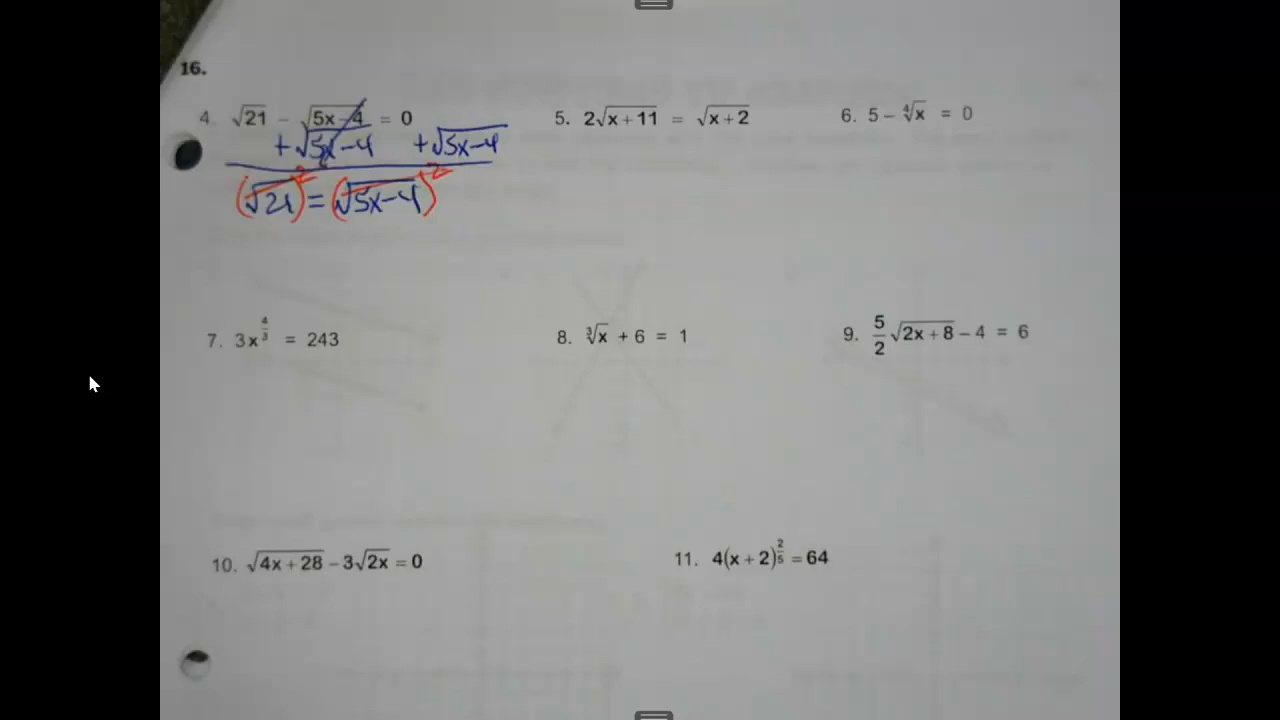 16.
4. √21 − √5x−4 = 0
+√5x−4 +√5x−4
(√21)² = (√5x−4)²
5. 2√x+11 = √x+2
6. 5 − ∜x = 0
7. 3x^4/3 = 243
8. ∛x + 6 = 1
9. 5/2 √2x+8 − 4 = 6
10. √4x+28 − 3√2x = 0
11. 4(x+2)^2/5 = 64